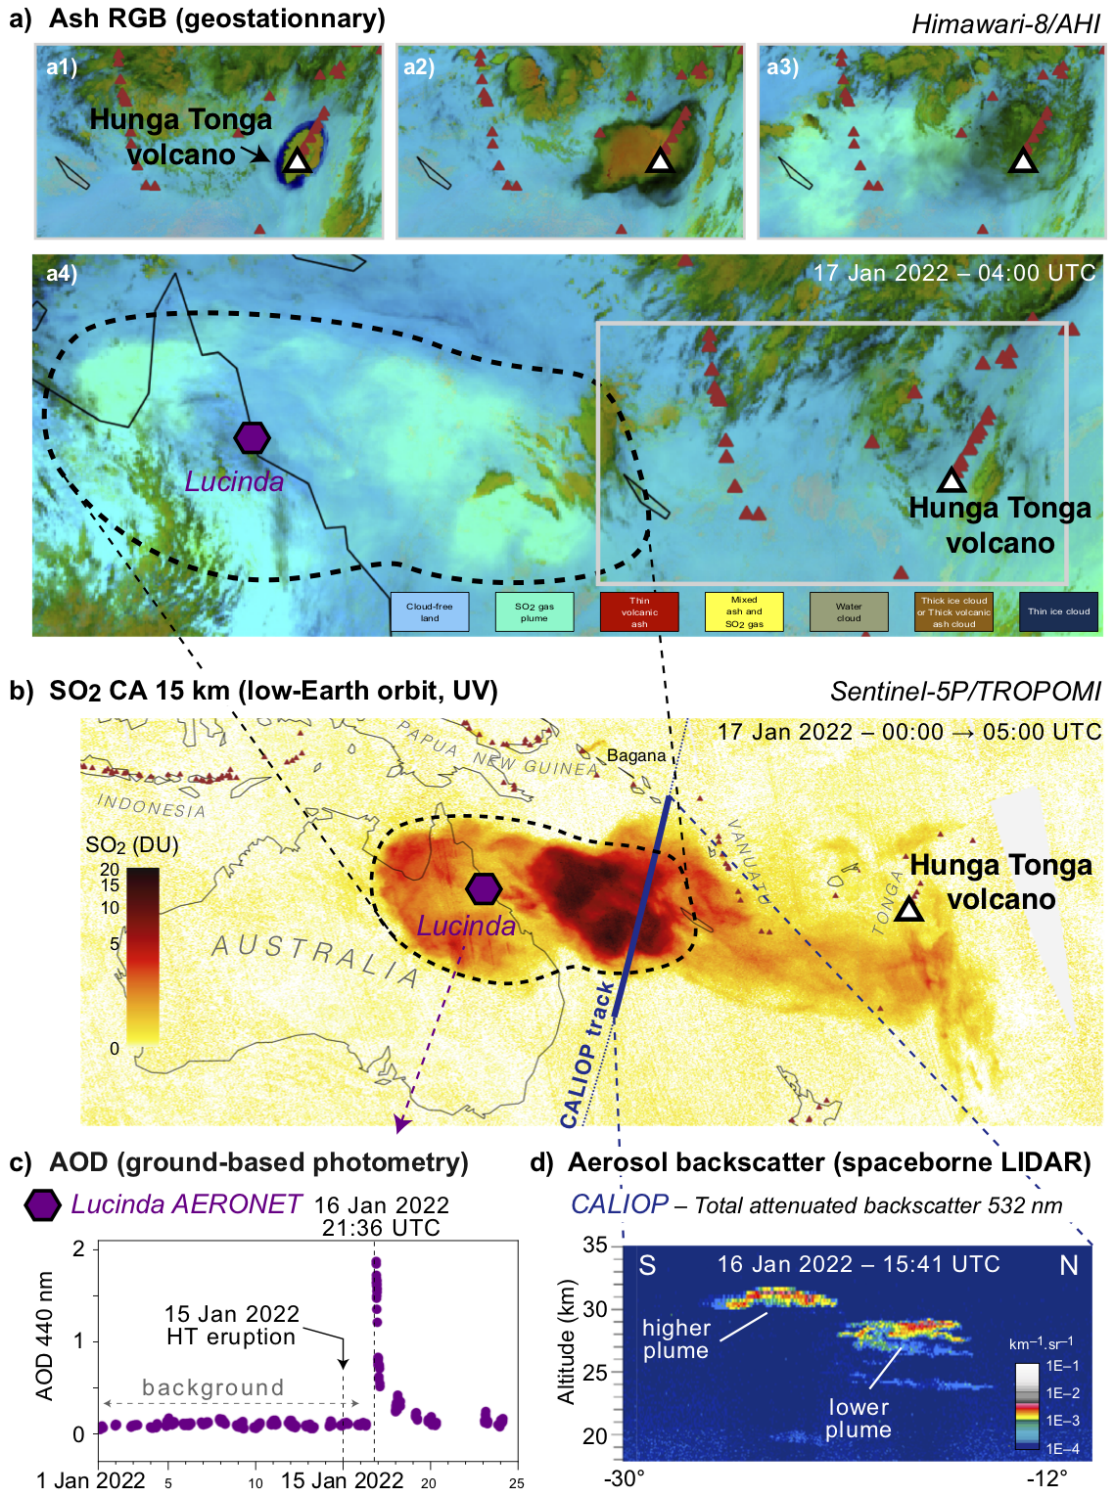 a) Ash RGB (geostationnary)
Himawari-8/AHI
a1)
Hunga Tonga
volcano
a2)
a3)
a4)
17 Jan 2022 – 04:00 UTC
Lucinda
Hunga Tonga
volcano
Cloud-free
land
SO2 gas
plume
Thin
volcanic
ash
Mixed
ash and
SO2 gas
Water
cloud
Thick ice cloud
or Thick volcanic
ash cloud
Thin ice cloud
b) SO2 CA 15 km (low-Earth orbit, UV)
Sentinel-5P/TROPOMI
17 Jan 2022 – 00:00 → 05:00 UTC
PAPUA NEW GUINEA
Bagana
INDONESIA
SO2 (DU)
20
15
10
5
0
VANUATU
Hunga Tonga
volcano
TONGA
Lucinda
AUSTRALIA
CALIOP track
c) AOD (ground-based photometry)
Lucinda AERONET
16 Jan 2022
21:36 UTC
AOD 440 nm
2
1
0
15 Jan 2022
HT eruption
background
1 Jan 2022
5
10
15 Jan 2022
20
25
d) Aerosol backscatter (spaceborne LIDAR)
CALIOP – Total attenuated backscatter 532 nm
Altitude (km)
35
30
25
20
S
16 Jan 2022 – 15:41 UTC
N
higher
plume
lower
plume
km–1.sr–1
1E–1
1E–2
1E–3
1E–4
-30°
-12°